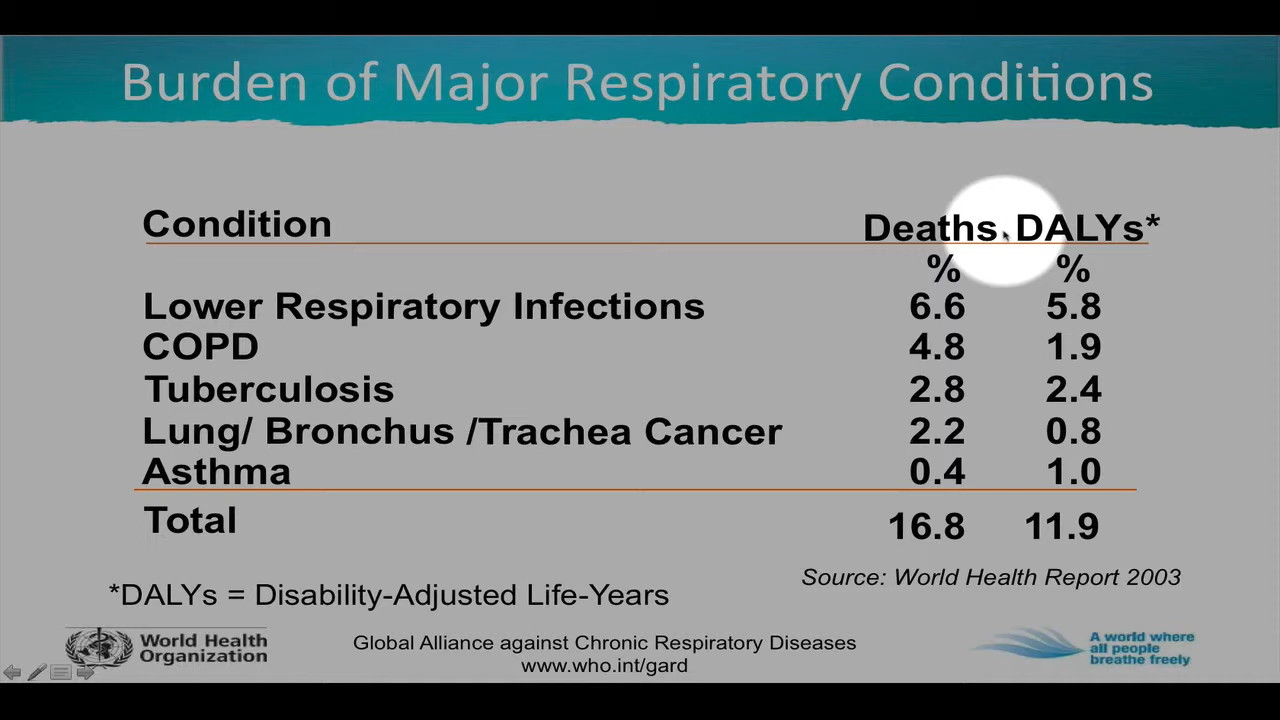 Burden of Major Respiratory Conditions
Condition Deaths DALYs*
% %
Lower Respiratory Infections 6.6 5.8
COPD 4.8 1.9
Tuberculosis 2.8 2.4
Lung/ Bronchus /Trachea Cancer 2.2 0.8
Asthma 0.4 1.0
Total 16.8 11.9
Source: World Health Report 2003
*DALYs = Disability-Adjusted Life-Years
World Health
Organization
Global Alliance against Chronic Respiratory Diseases
www.who.int/gard
A world where
all people
breathe freely